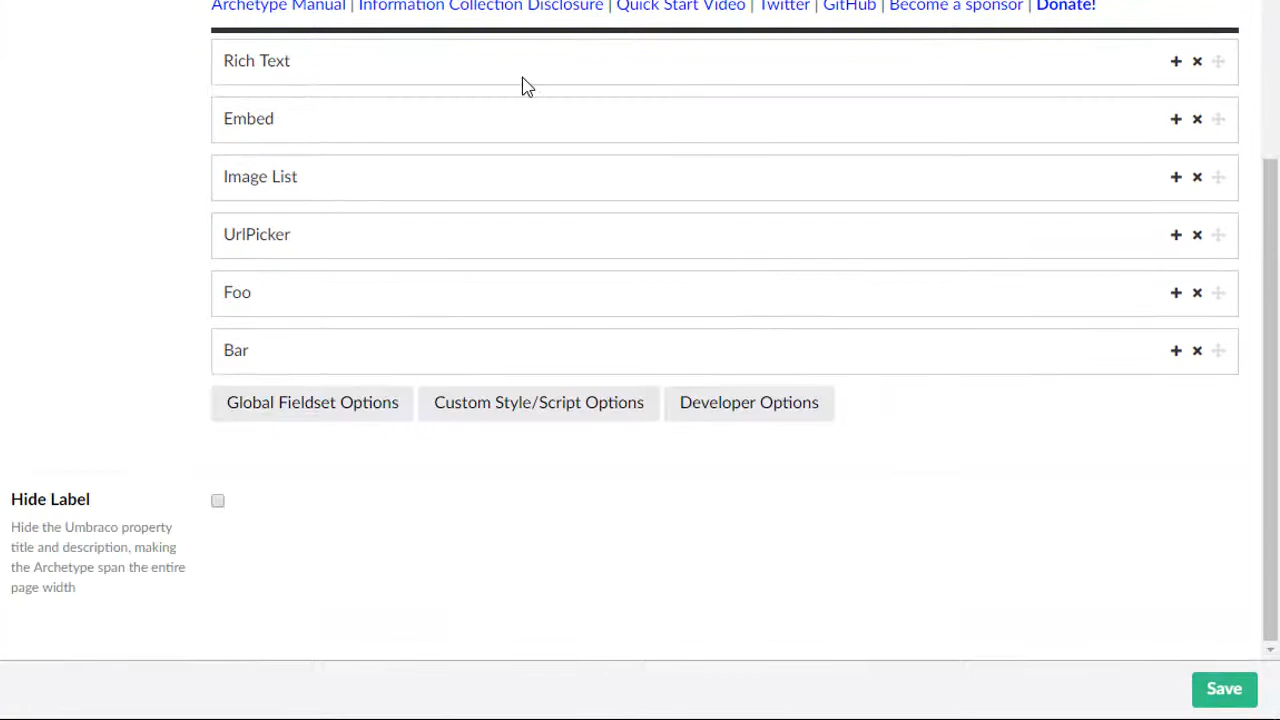 Archetype Manual | Information Collection Disclosure | Quick Start Video | Twitter | GitHub | Become a sponsor | Donate!
Rich Text
Embed
Image List
UrlPicker
Foo
Bar
Global Fieldset Options Custom Style/Script Options Developer Options
Hide Label
Hide the Umbraco property
title and description, making
the Archetype span the entire
page width
Save